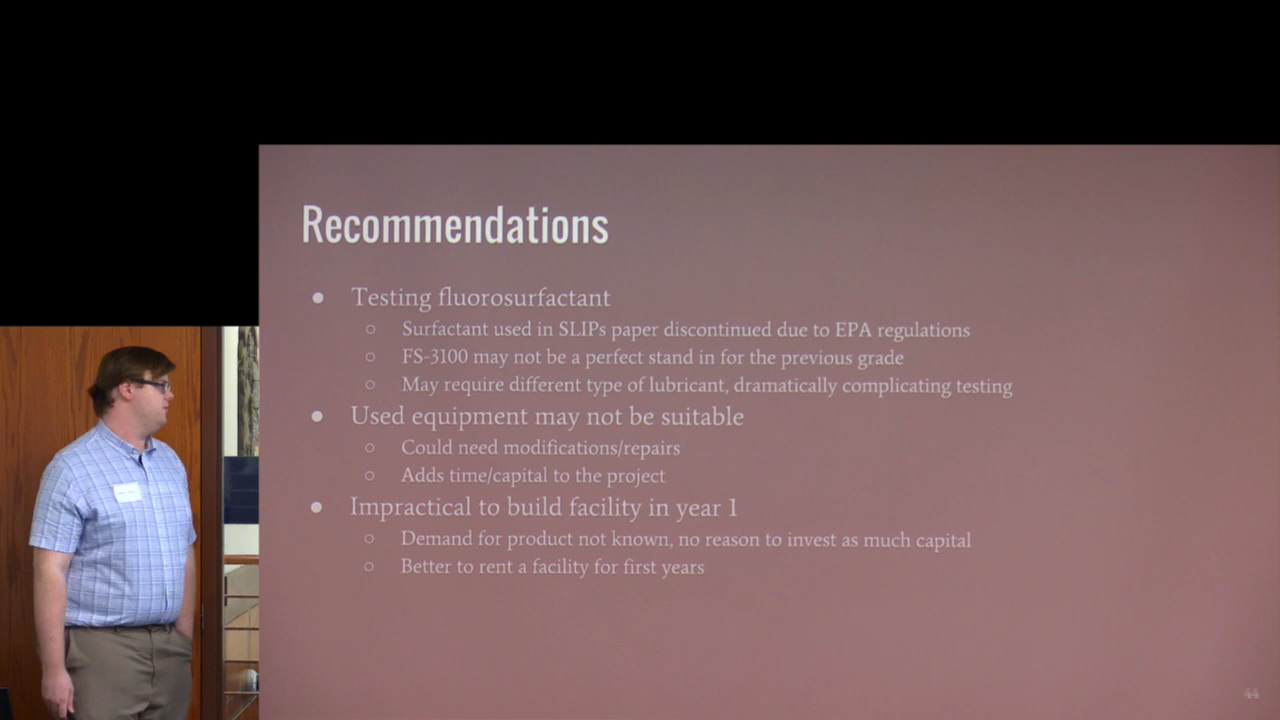 Recommendations
● Testing fluorosurfactant
○ Surfactant used in SLIPs paper discontinued due to EPA regulations
○ FS-3100 may not be a perfect stand in for the previous grade
○ May require different type of lubricant, dramatically complicating testing
● Used equipment may not be suitable
○ Could need modifications/repairs
○ Adds time/capital to the project
● Impractical to build facility in year 1
○ Demand for product not known, no reason to invest as much capital
○ Better to rent a facility for first years
44